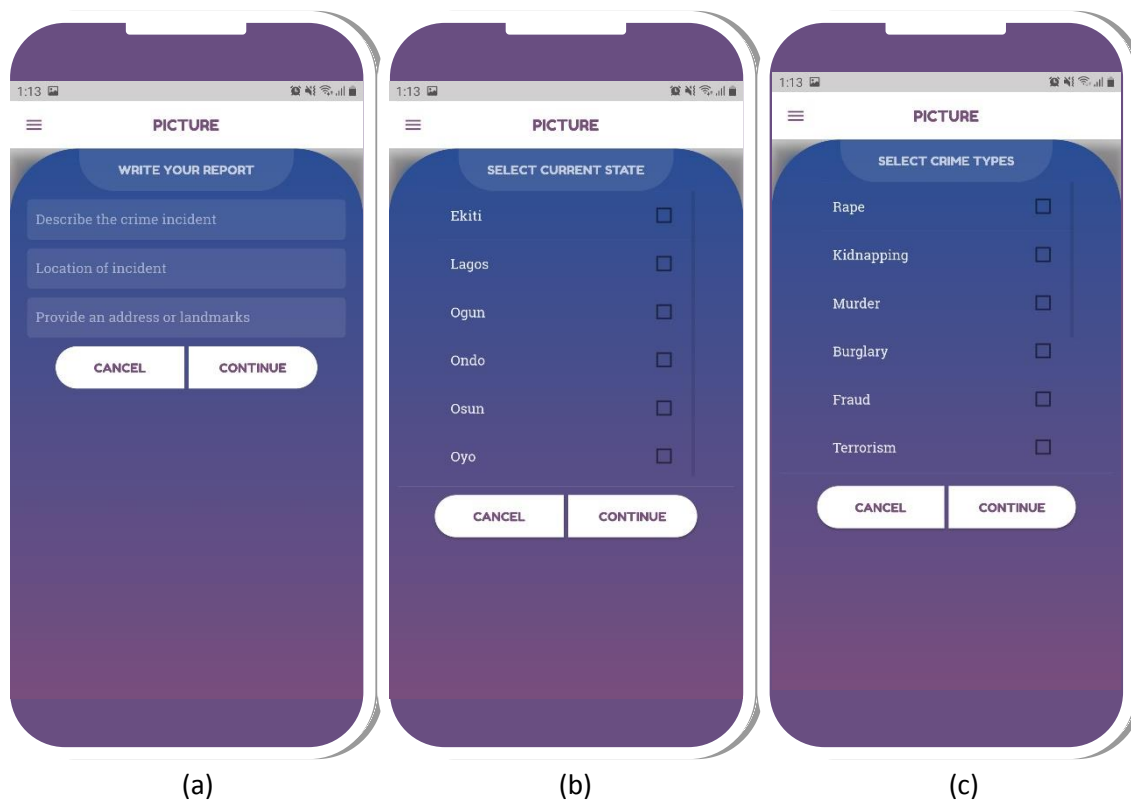 1:13
PICTURE
WRITE YOUR REPORT
Describe the crime incident
Location of incident
Provide an address or landmarks
CANCEL
CONTINUE
(a)
1:13
PICTURE
SELECT CURRENT STATE
Ekiti
Lagos
Ogun
Ondo
Osun
Oyo
CANCEL
CONTINUE
(b)
1:13
PICTURE
SELECT CRIME TYPES
Rape
Kidnapping
Murder
Burglary
Fraud
Terrorism
CANCEL
CONTINUE
(c)